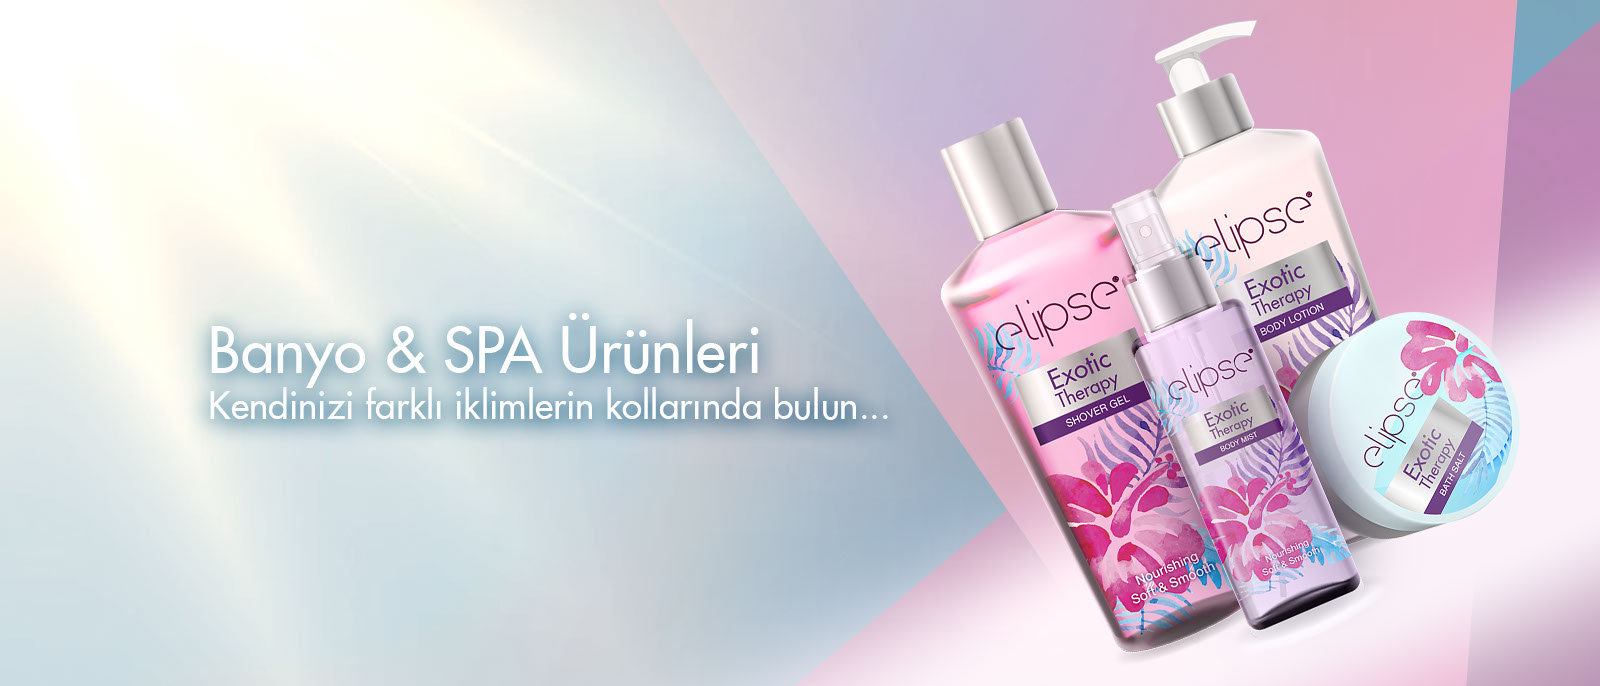 Banyo & SPA Ürünleri
Kendinizi farklı iklimlerin kollarında bulun...
elipse®
Exotic
Therapy
SHOVER GEL
Nourishing
Soft & Smooth
elipse®
Exotic
Therapy
BODY MIST
Nourishing
Soft & Smooth
elipse®
Exotic
Therapy
BODY LOTION
elipse®
Exotic
Therapy
BATH SALT